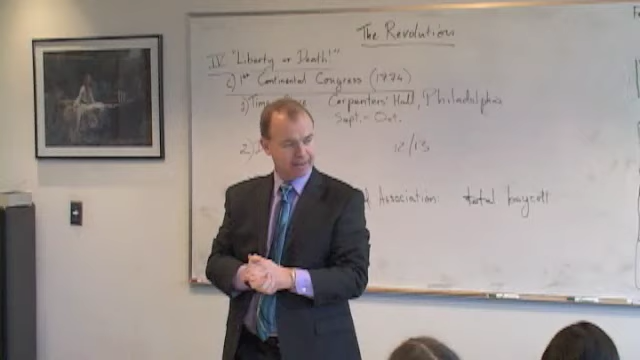 The Revolution
IV "Liberty or Death!"
c) 1st Continental Congress (1774)
Carpenters' Hall, Philadelphia
Sept. - Oct.
2) 12/13
Association: total boycott